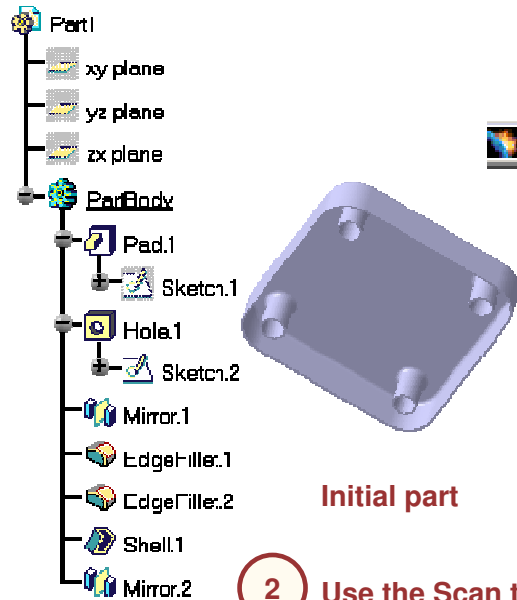 Part1
xy plane
yz plane
zx plane
PartBody
Pad.1
Sketch.1
Hole.1
Sketch.2
Mirror.1
EdgeFillet.1
EdgeFillet.2
Initial part
Shell.1
Mirror.2
2 Use the Scan t